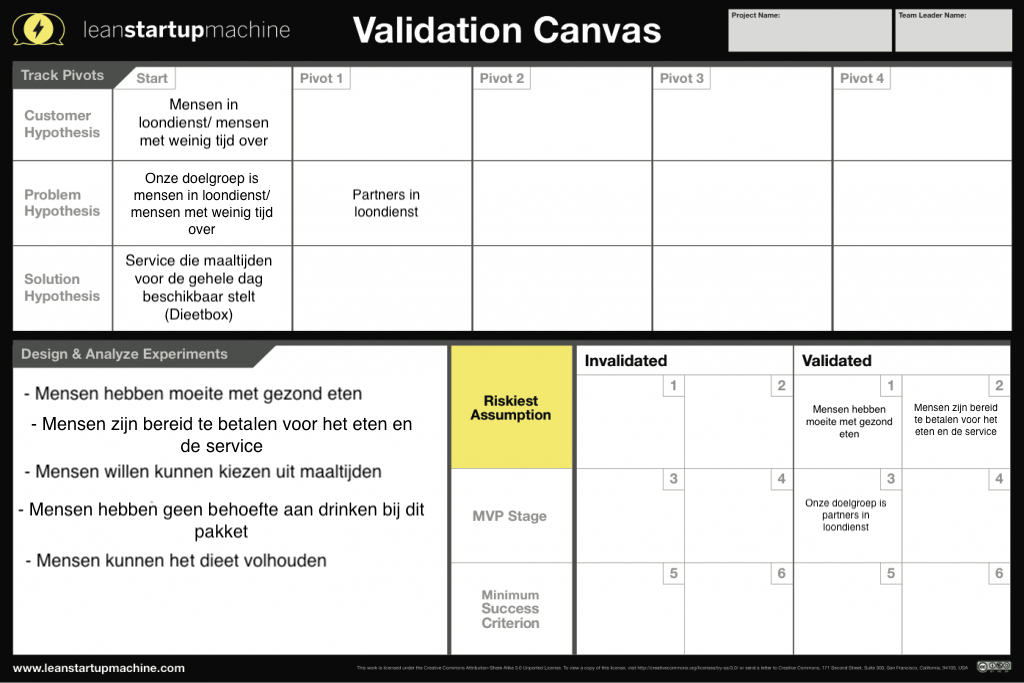 leanstartupmachine
Validation Canvas
Project Name:
Team Leader Name:
Track Pivots
Start
Pivot 1
Pivot 2
Pivot 3
Pivot 4
Customer
Hypothesis
Mensen in
loondienst/ mensen
met weinig tijd over
Problem
Hypothesis
Onze doelgroep is
mensen in loondienst/
mensen met weinig tijd
over
Partners in
loondienst
Solution
Hypothesis
Service die maaltijden
voor de gehele dag
beschikbaar stelt
(Dieetbox)
Design & Analyze Experiments
- Mensen hebben moeite met gezond eten
- Mensen zijn bereid te betalen voor het eten en
de service
- Mensen willen kunnen kiezen uit maaltijden
- Mensen hebben geen behoefte aan drinken bij dit
pakket
- Mensen kunnen het dieet volhouden
Riskiest
Assumption
MVP Stage
Minimum
Success
Criterion
Invalidated
1
2
3
4
5
6
Validated
1
Mensen hebben
moeite met gezond
eten
2
Mensen zijn bereid
te betalen voor het
eten en de service
3
Onze doelgroep is
partners in
loondienst
4
5
6
www.leanstartupmachine.com
This work is licensed under the Creative Commons Attribution-Share Alike 3.0 Unported License. To view a copy of this license, visit http://creativecommons.org/licenses/by-sa/3.0/ or send a letter to Creative Commons, 171 Second Street, Suite 300, San Francisco, California, 94105, USA